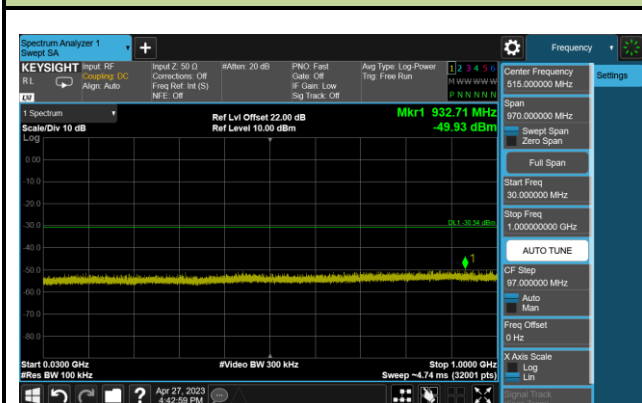 Spectrum Analyzer 1
Swept SA
+
Frequency
KEYSIGHT
RL
Input: RF
Coupling: DC
Align: Auto
Input Z: 50 Ω
Corrections: Off
Freq Ref: Int (S)
NFE: Off
#Atten: 20 dB
PNO: Fast
Gate: Off
IF Gain: Low
Sig Track: Off
Avg Type: Log-Power
Trig: Free Run
1 2 3 4 5 6
M W W W W W
P N N N N N
1 Spectrum
Scale/Div 10 dB
Log
Ref Lvl Offset 22.00 dB
Ref Level 10.00 dBm
Mkr1 932.71 MHz
-49.93 dBm
0.00
-10.0
-20.0
-30.0
DL1 -30.54 dBm
-40.0
1
-50.0
-60.0
-70.0
-80.0
Start 0.0300 GHz
#Res BW 100 kHz
#Video BW 300 kHz
Stop 1.0000 GHz
Sweep ~4.74 ms (32001 pts)
Center Frequency
515.000000 MHz
Settings
Span
970.000000 MHz
Swept Span
Zero Span
Full Span
Start Freq
30.000000 MHz
Stop Freq
1.000000000 GHz
AUTO TUNE
CF Step
97.000000 MHz
Auto
Man
Freq Offset
0 Hz
X Axis Scale
Log
Lin
Signal Track
?
Apr 27, 2023
4:42:59 PM